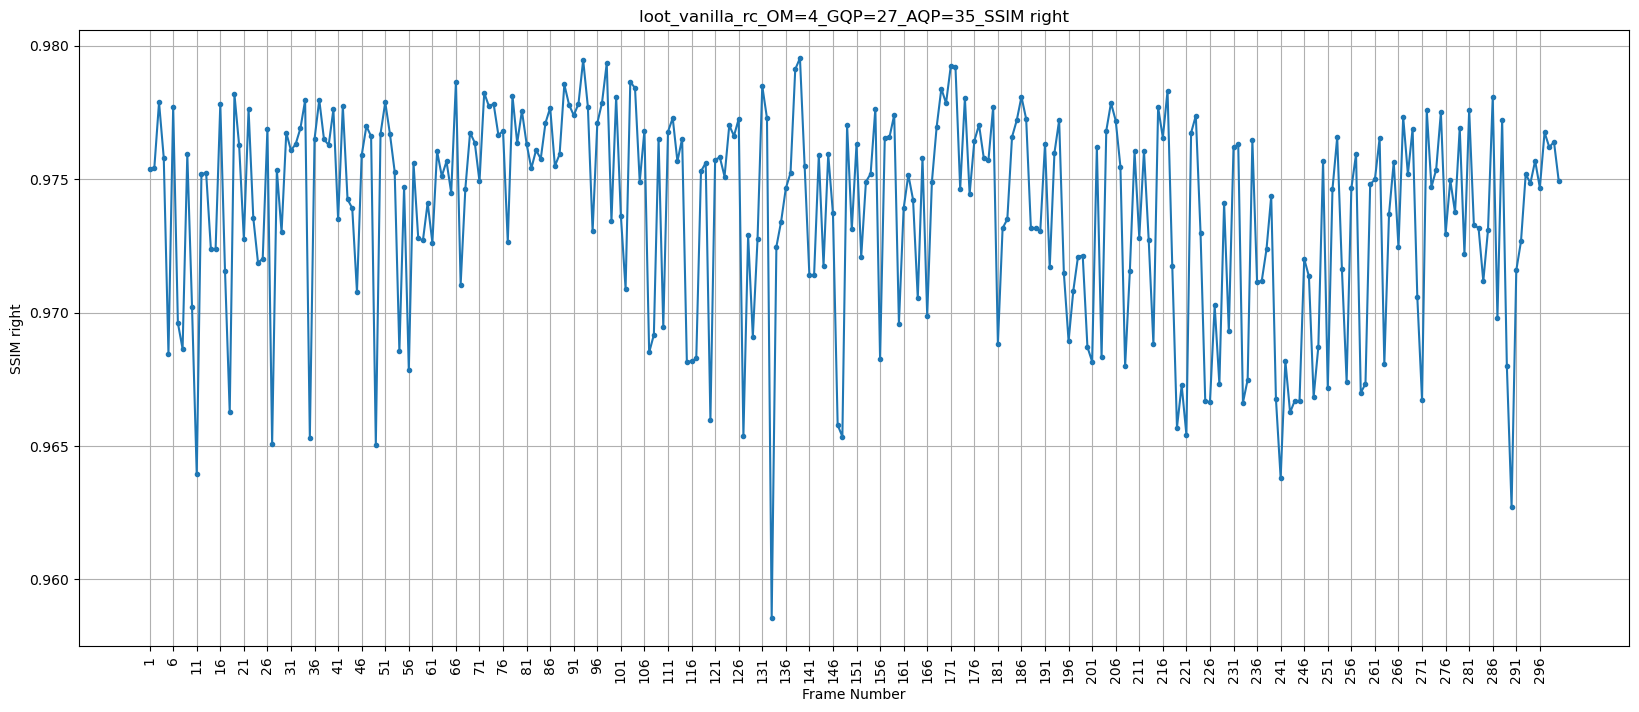 loot_vanilla_rc_OM=4_GQP=27_AQP=35_SSIM right
0.980
0.975
0.970
0.965
0.960
SSIM right
1 6 11 16 21 26 31 36 41 46 51 56 61 66 71 76 81 86 91 96 101 106 111 116 121 126 131 136 141 146 151 156 161 166 171 176 181 186 191 196 201 206 211 216 221 226 231 236 241 246 251 256 261 266 271 276 281 286 291 296
Frame Number